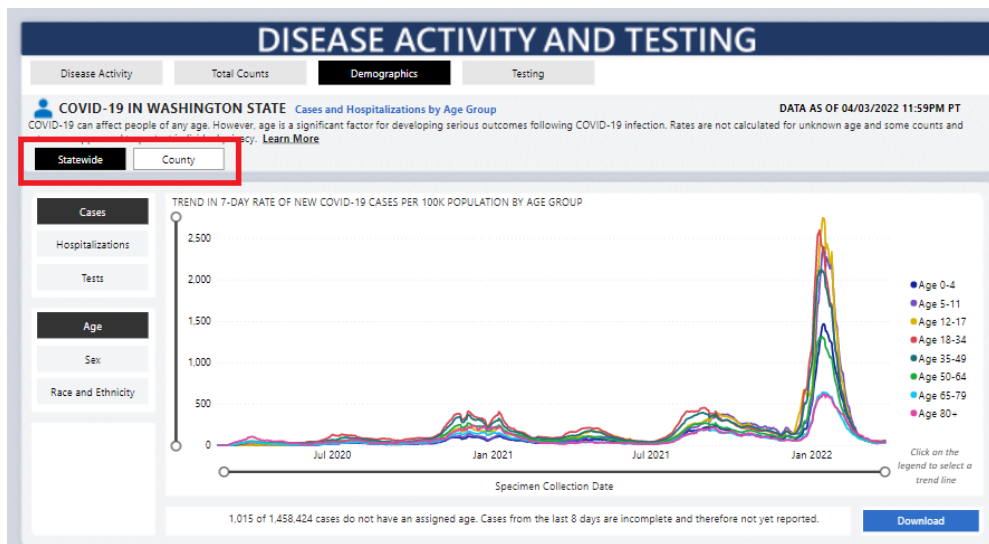 DISEASE ACTIVITY AND TESTING
Disease Activity
Total Counts
Demographics
Testing
COVID-19 IN WASHINGTON STATE Cases and Hospitalizations by Age Group
DATA AS OF 04/03/2022 11:59PM PT
COVID-19 can affect people of any age. However, age is a significant factor for developing serious outcomes following COVID-19 infection. Rates are not calculated for unknown age and some counts and
Learn More
Statewide
County
Cases
Hospitalizations
Tests
Age
Sex
Race and Ethnicity
TREND IN 7-DAY RATE OF NEW COVID-19 CASES PER 100K POPULATION BY AGE GROUP
2,500
2,000
1,500
1,000
500
0
Jul 2020
Jan 2021
Jul 2021
Jan 2022
Specimen Collection Date
Age 0-4
Age 5-11
Age 12-17
Age 18-34
Age 35-49
Age 50-64
Age 65-79
Age 80+
Click on the
legend to select a
trend line
1,015 of 1,458,424 cases do not have an assigned age. Cases from the last 8 days are incomplete and therefore not yet reported.
Download